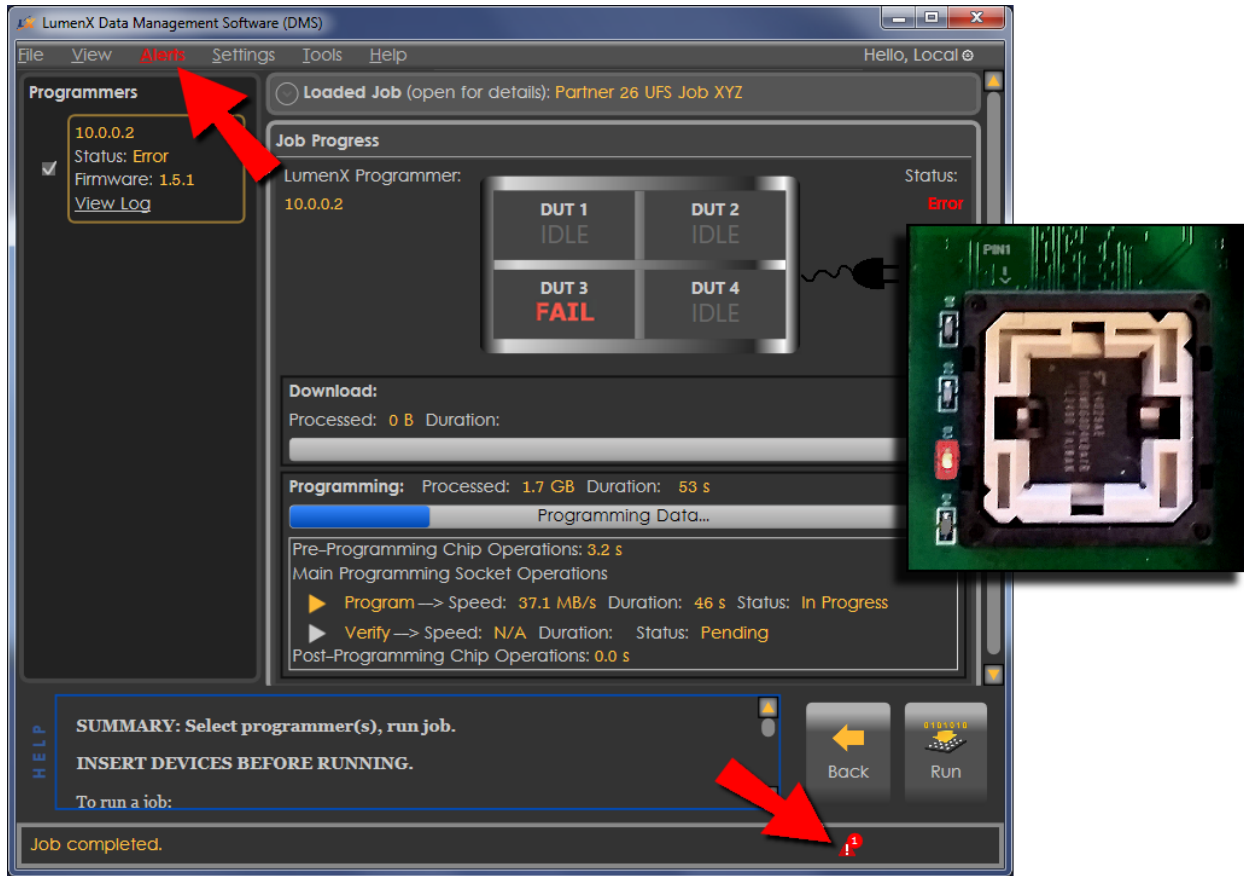 LumenX Data Management Software (DMS)
File View Alerts Settings Tools Help Hello, Local
Programmers
10.0.0.2
Status: Error
Firmware: 1.5.1
View Log
Loaded Job (open for details): Partner 26 UFS Job XYZ
Job Progress
LumenX Programmer:
10.0.0.2
Status:
Error
DUT 1
IDLE
DUT 2
IDLE
DUT 3
FAIL
DUT 4
IDLE
PIN1
Download:
Processed: 0 B Duration:
Programming: Processed: 1.7 GB Duration: 53 s
Programming Data...
Pre-Programming Chip Operations: 3.2 s
Main Programming Socket Operations
Program —> Speed: 37.1 MB/s Duration: 46 s Status: In Progress
Verify —> Speed: N/A Duration: Status: Pending
Post-Programming Chip Operations: 0.0 s
HELP
SUMMARY: Select programmer(s), run job.
INSERT DEVICES BEFORE RUNNING.
To run a job:
Back
0101010
Run
Job completed.
1